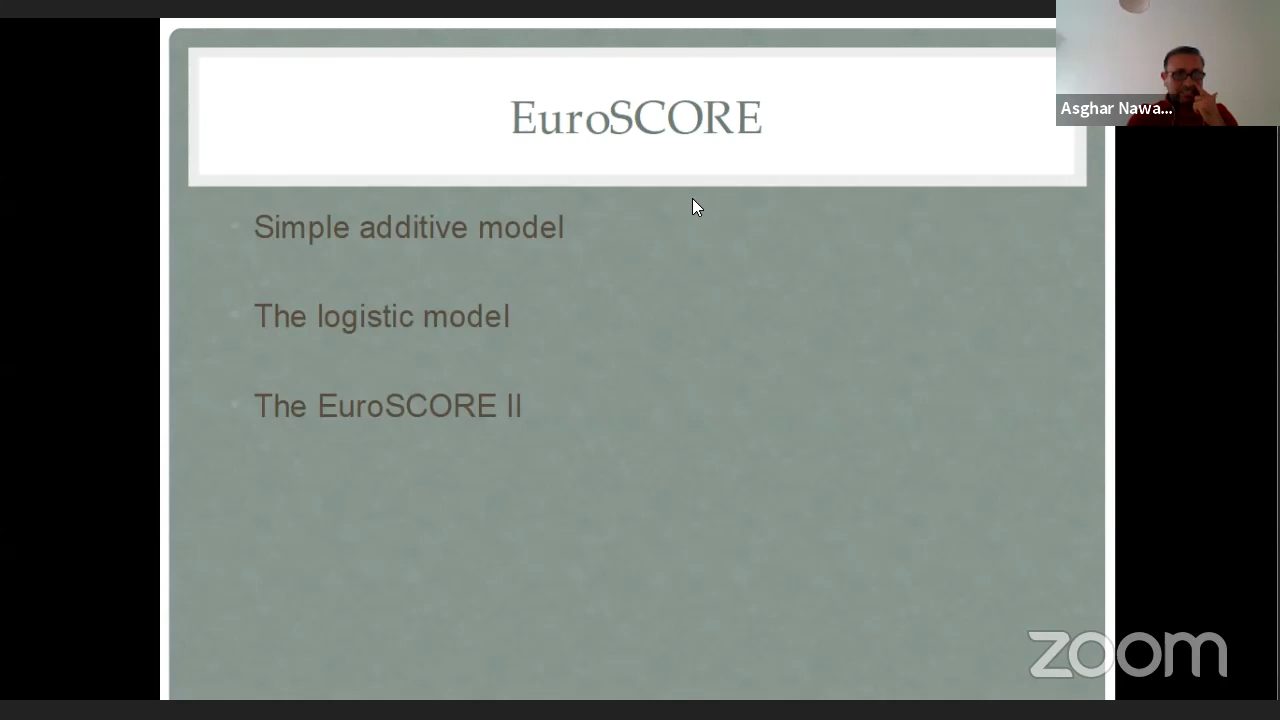 EuroSCORE
Asghar Nawa...
Simple additive model
The logistic model
The EuroSCORE II
zoom